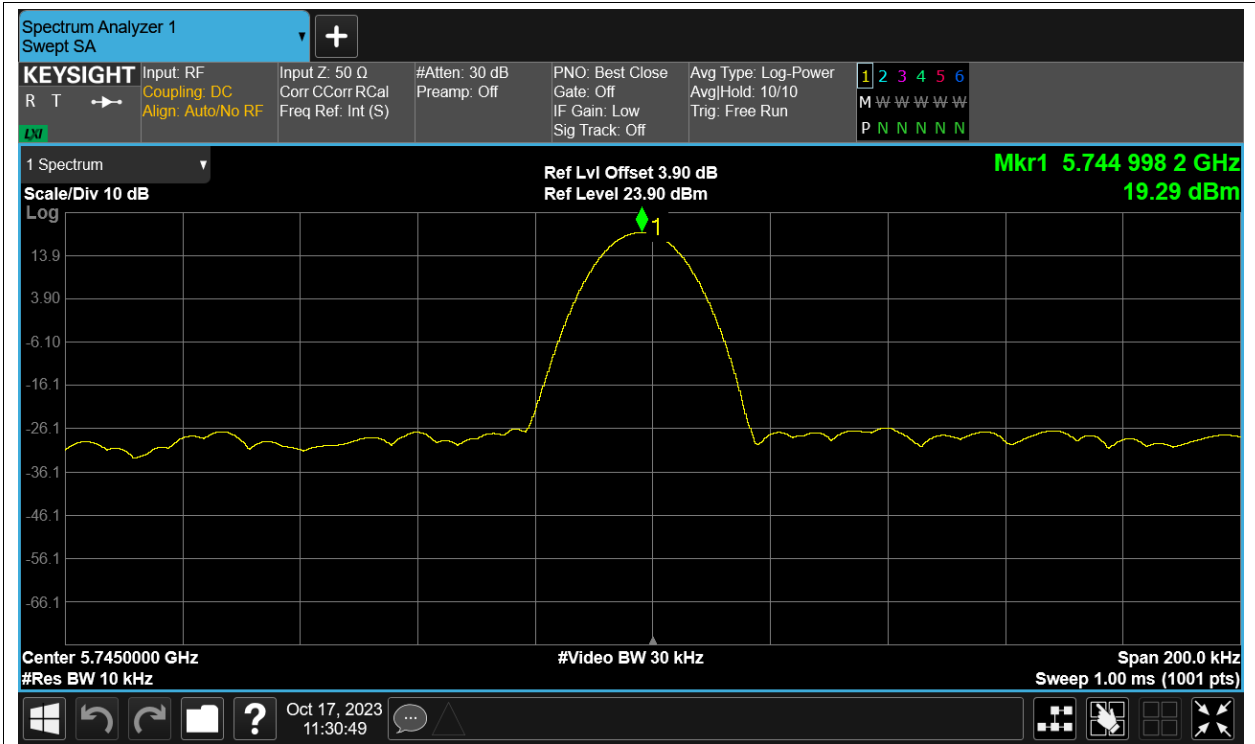 Spectrum Analyzer 1
Swept SA
KEYSIGHT
R T
LXI
Input: RF
Coupling: DC
Align: Auto/No RF
Input Z: 50 Ω
Corr CCorr RCal
Freq Ref: Int (S)
#Atten: 30 dB
Preamp: Off
PNO: Best Close
Gate: Off
IF Gain: Low
Sig Track: Off
Avg Type: Log-Power
Avg|Hold: 10/10
Trig: Free Run
1 2 3 4 5 6
M W W W W W
P N N N N N
1 Spectrum
Scale/Div 10 dB
Log
Ref Lvl Offset 3.90 dB
Ref Level 23.90 dBm
Mkr1 5.744 998 2 GHz
19.29 dBm
1
13.9
3.90
-6.10
-16.1
-26.1
-36.1
-46.1
-56.1
-66.1
Center 5.7450000 GHz
#Res BW 10 kHz
#Video BW 30 kHz
Span 200.0 kHz
Sweep 1.00 ms (1001 pts)
?
Oct 17, 2023
11:30:49